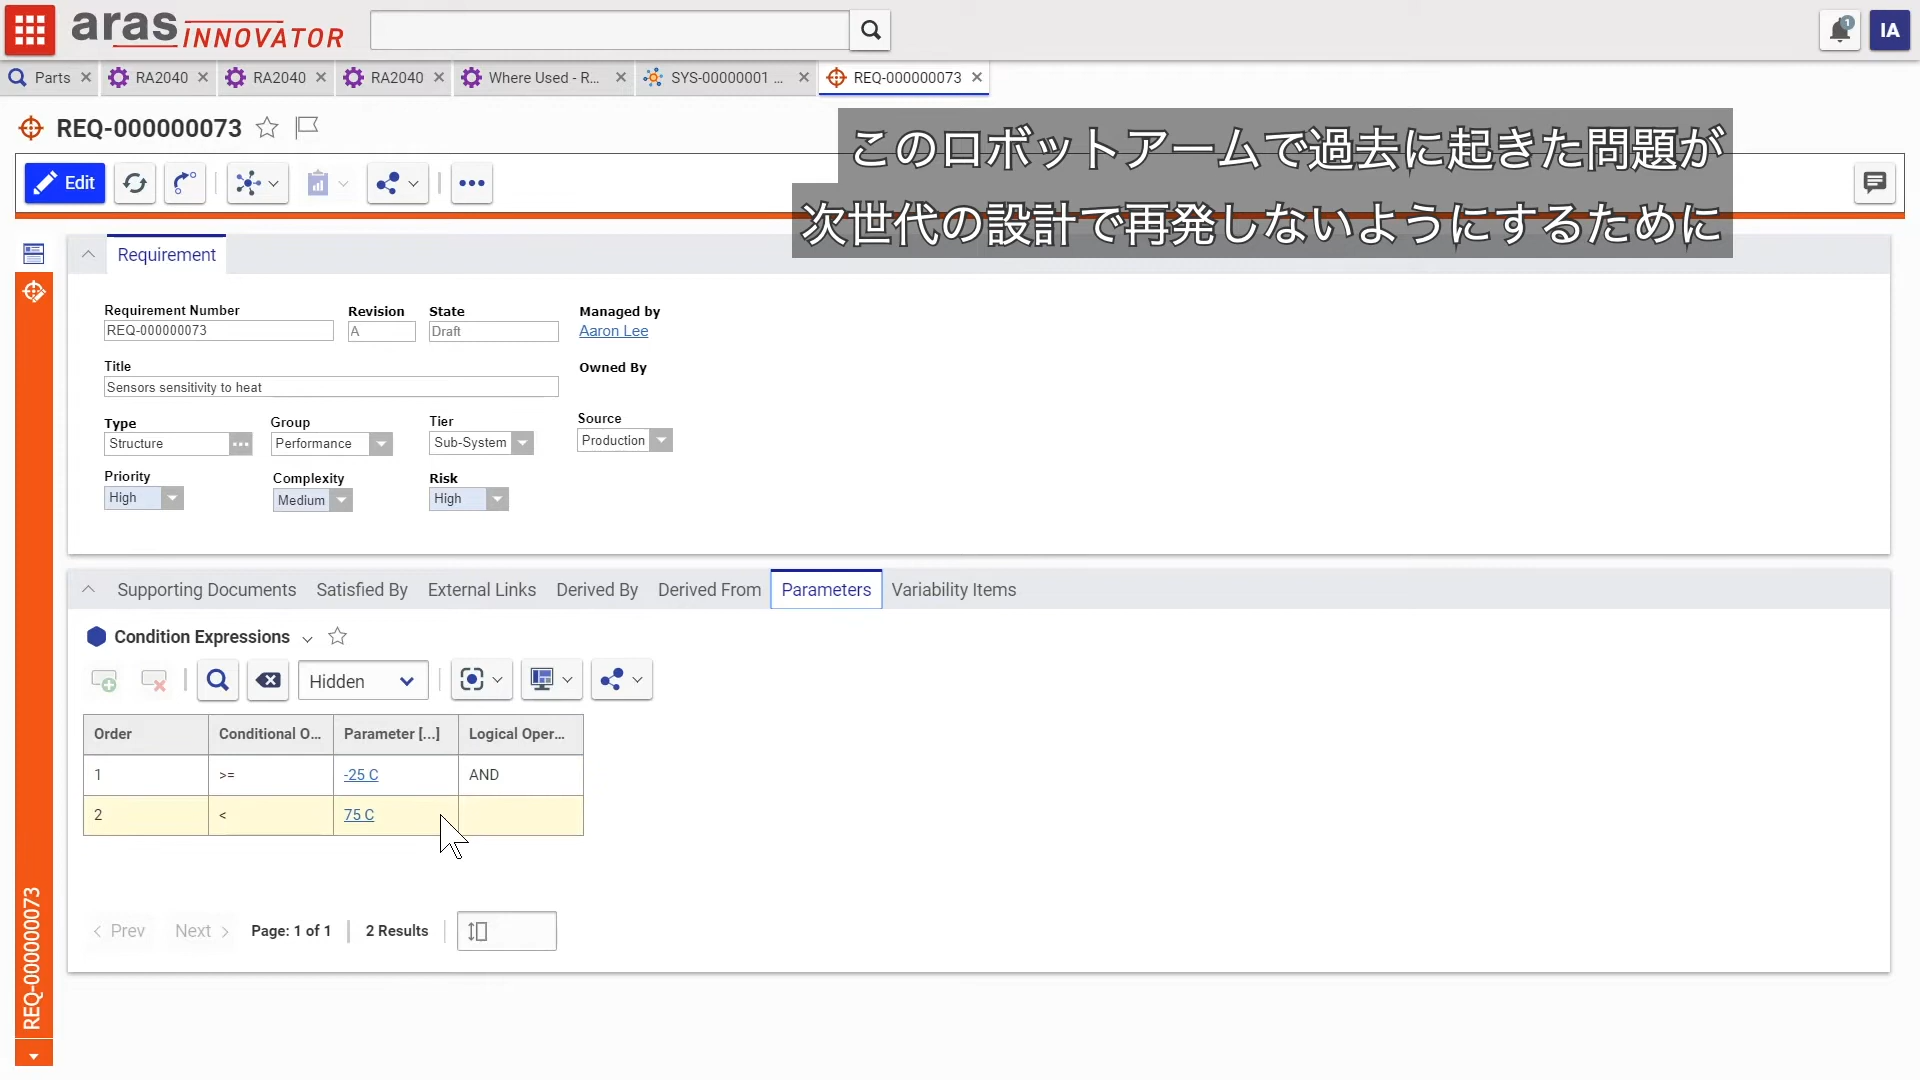 aras INNOVATOR
1
IA
Parts
RA2040
RA2040
RA2040
Where Used - R...
SYS-00000001 ...
REQ-000000073
REQ-000000073
このロボットアームで過去に起きた問題が
次世代の設計で再発しないようにするために
Edit
Requirement
Requirement Number
Revision
State
Managed by
REQ-000000073
A
Draft
Aaron Lee
Title
Owned By
Sensors sensitivity to heat
Type
Group
Tier
Source
Structure
Performance
Sub-System
Production
Priority
Complexity
Risk
High
Medium
High
Supporting Documents
Satisfied By
External Links
Derived By
Derived From
Parameters
Variability Items
Condition Expressions
Hidden
Order
Conditional O...
Parameter [...]
Logical Oper...
1
>=
-25 C
AND
2
<
75 C
Prev
Next
Page: 1 of 1
2 Results
REQ-000000073